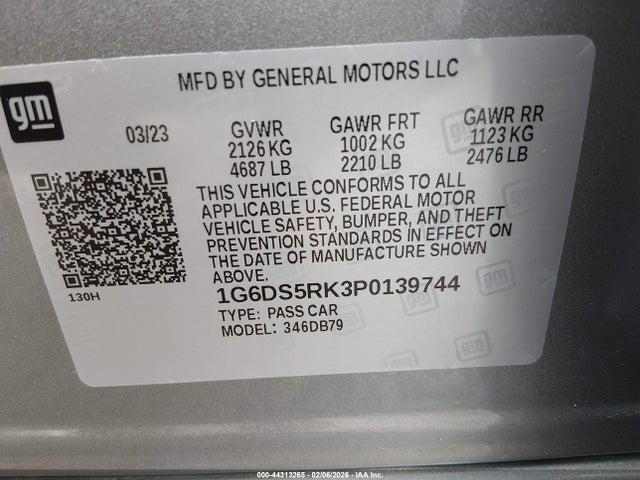 MFD BY GENERAL MOTORS LLC
gm
03/23
GVWR
2126 KG
4687 LB
GAWR FRT
1002 KG
2210 LB
GAWR RR
1123 KG
2476 LB
THIS VEHICLE CONFORMS TO ALL
APPLICABLE U.S. FEDERAL MOTOR
VEHICLE SAFETY, BUMPER, AND THEFT
PREVENTION STANDARDS IN EFFECT ON
THE DATE OF MANUFACTURE SHOWN
ABOVE.
130H
1G6DS5RK3P0139744
TYPE: PASS CAR
MODEL: 346DB79
000-44313265 - 02/06/2026 - IAA Inc.